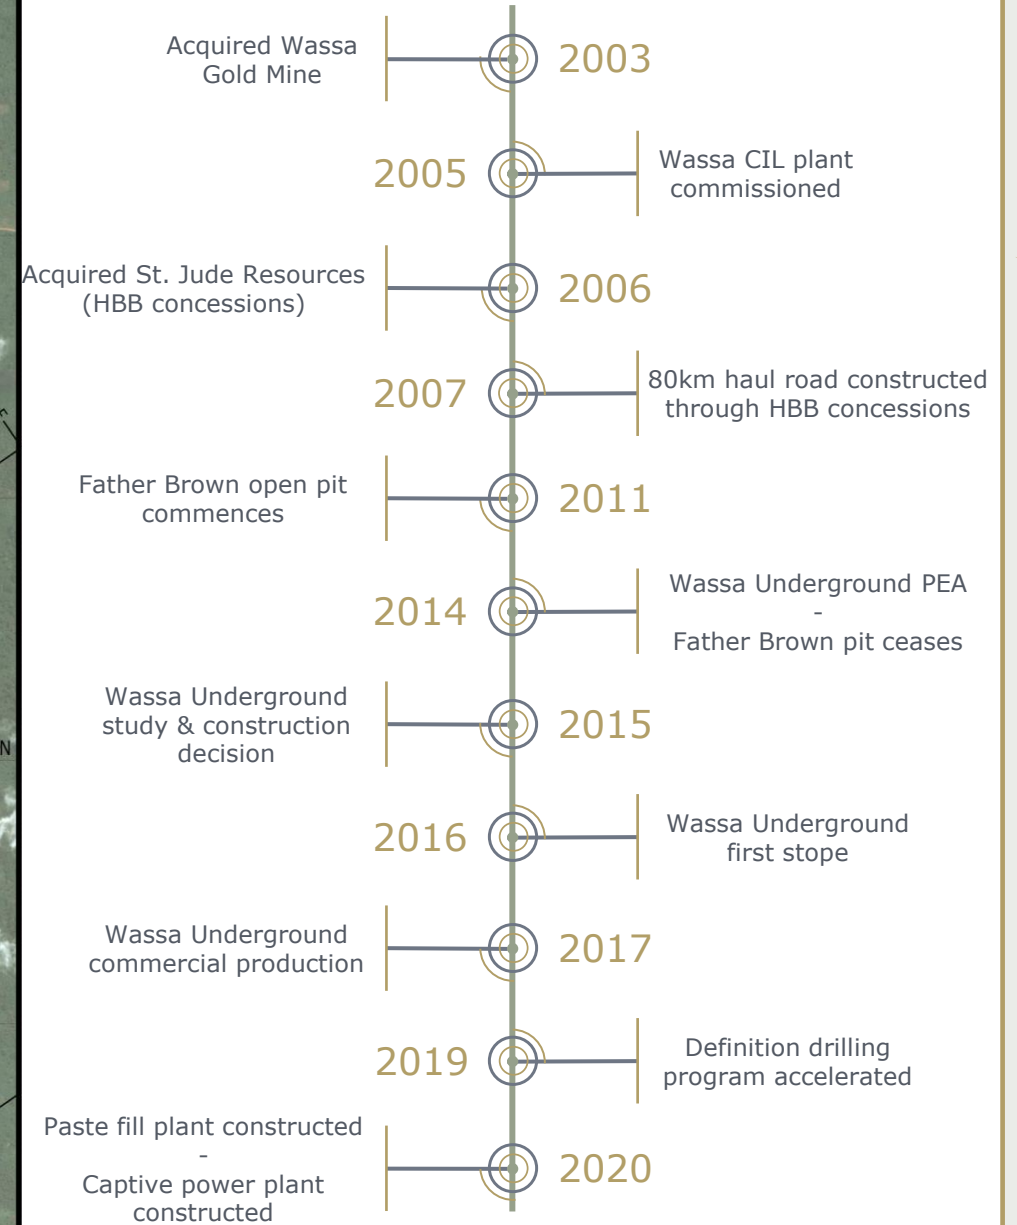 Acquired Wassa
Gold Mine
2003
2005
Wassa CIL plant
commissioned
Acquired St. Jude Resources
(HBB concessions)
2006
2007
80km haul road constructed
through HBB concessions
Father Brown open pit
commences
2011
2014
Wassa Underground PEA
-
Father Brown pit ceases
Wassa Underground
study & construction
decision
2015
2016
Wassa Underground
first stope
Wassa Underground
commercial production
2017
2019
Definition drilling
program accelerated
Paste fill plant constructed
-
Captive power plant
constructed
2020
N